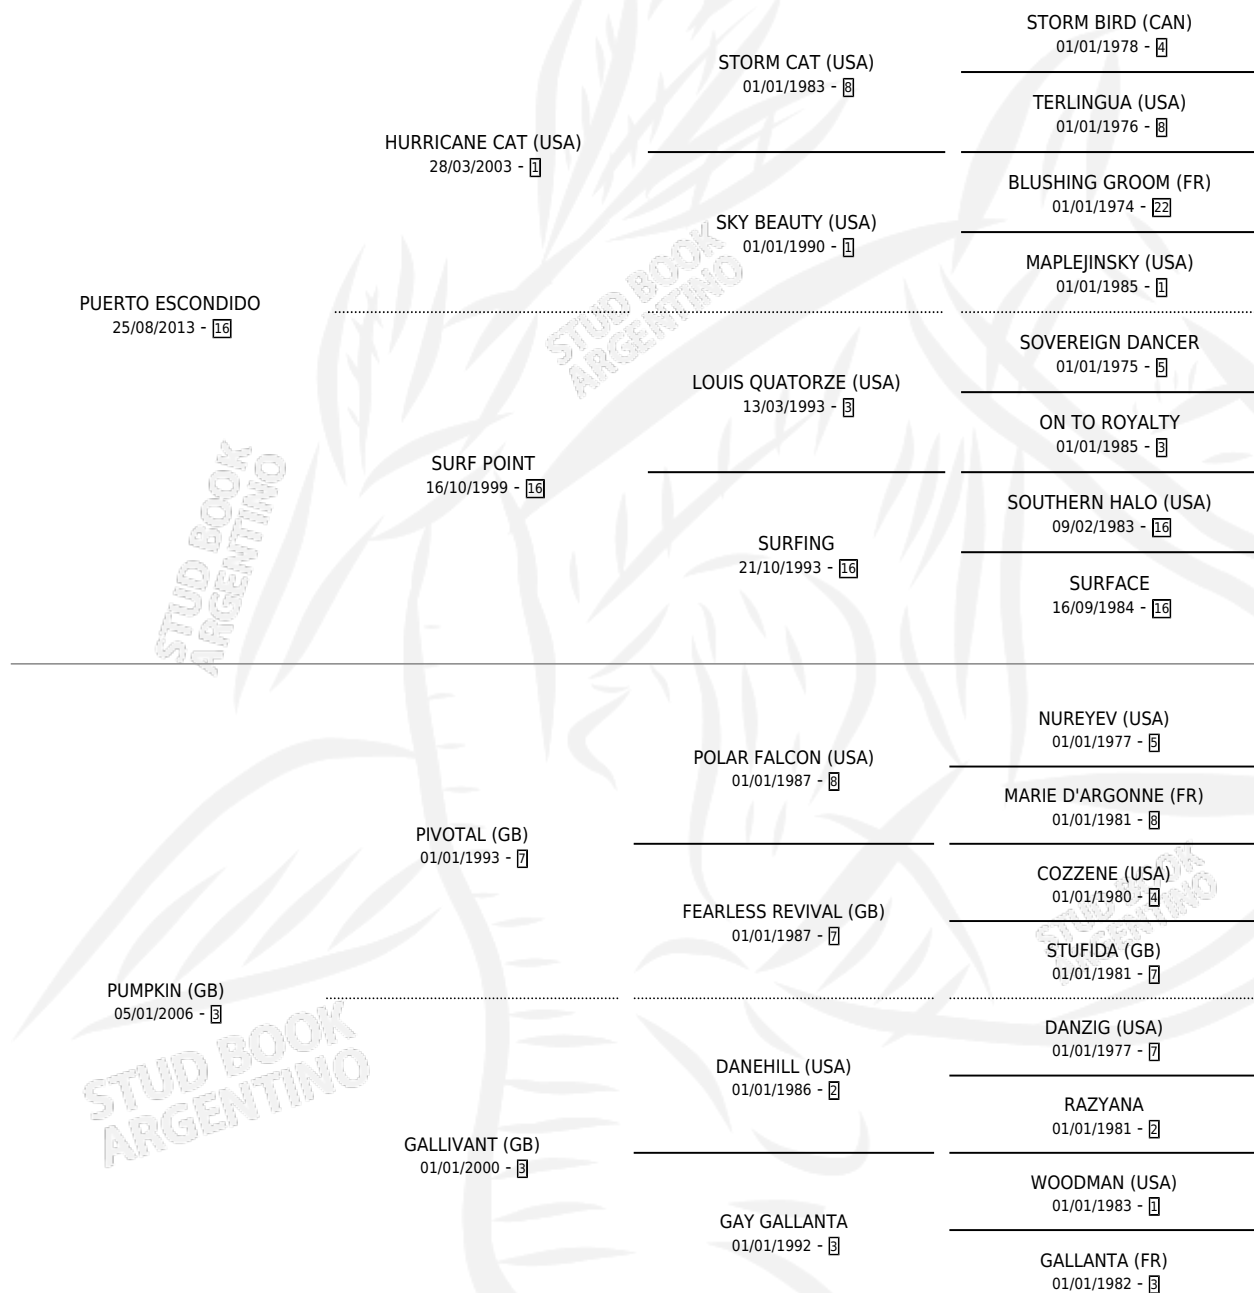 STORM BIRD (CAN)
01/01/1978 - 4
STORM CAT (USA)
01/01/1983 - 8
TERLINGUA (USA)
01/01/1976 - 8
HURRICANE CAT (USA)
28/03/2003 - 1
BLUSHING GROOM (FR)
01/01/1974 - 22
SKY BEAUTY (USA)
01/01/1990 - 1
MAPLEJINSKY (USA)
01/01/1985 - 1
PUERTO ESCONDIDO
25/08/2013 - 16
STUD BOOK
ARGENTINO
SOVEREIGN DANCER
01/01/1975 - 5
LOUIS QUATORZE (USA)
13/03/1993 - 3
ON TO ROYALTY
01/01/1985 - 3
SURF POINT
16/10/1999 - 16
SOUTHERN HALO (USA)
09/02/1983 - 16
SURFING
21/10/1993 - 16
SURFACE
16/09/1984 - 16
STUD BOOK
ARGENTINO
NUREYEV (USA)
01/01/1977 - 5
POLAR FALCON (USA)
01/01/1987 - 8
MARIE D'ARGONNE (FR)
01/01/1981 - 8
PIVOTAL (GB)
01/01/1993 - 7
COZZENE (USA)
01/01/1980 - 4
FEARLESS REVIVAL (GB)
01/01/1987 - 7
STUFIDA (GB)
01/01/1981 - 7
STUD BOOK
ARGENTINO
PUMPKIN (GB)
05/01/2006 - 3
DANZIG (USA)
01/01/1977 - 7
DANEHILL (USA)
01/01/1986 - 2
RAZYANA
01/01/1981 - 2
STUD BOOK
ARGENTINO
GALLIVANT (GB)
01/01/2000 - 3
WOODMAN (USA)
01/01/1983 - 1
GAY GALLANTA
01/01/1992 - 3
GALLANTA (FR)
01/01/1982 - 3